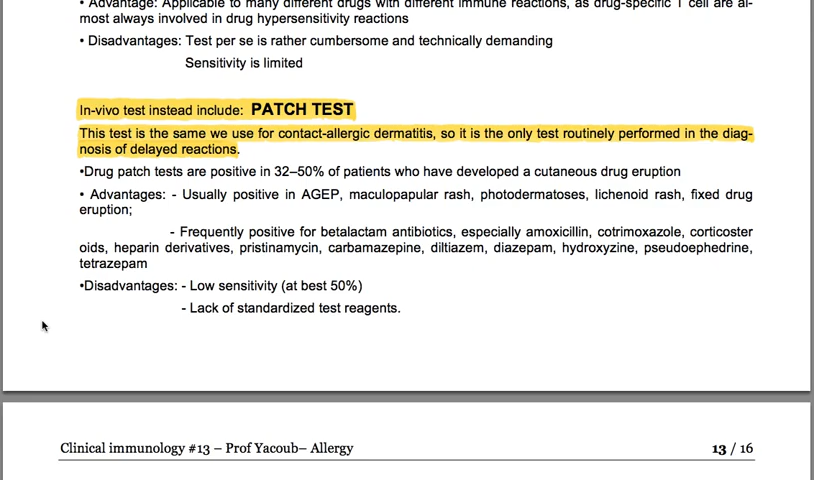 • Advantage: Applicable to many different drugs with different immune reactions, as drug-specific T cell are al-
most always involved in drug hypersensitivity reactions
• Disadvantages: Test per se is rather cumbersome and technically demanding
Sensitivity is limited
In-vivo test instead include: PATCH TEST
This test is the same we use for contact-allergic dermatitis, so it is the only test routinely performed in the diag-
nosis of delayed reactions.
•Drug patch tests are positive in 32–50% of patients who have developed a cutaneous drug eruption
• Advantages: - Usually positive in AGEP, maculopapular rash, photodermatoses, lichenoid rash, fixed drug
eruption;
- Frequently positive for betalactam antibiotics, especially amoxicillin, cotrimoxazole, corticoster
oids, heparin derivatives, pristinamycin, carbamazepine, diltiazem, diazepam, hydroxyzine, pseudoephedrine,
tetrazepam
•Disadvantages: - Low sensitivity (at best 50%)
- Lack of standardized test reagents.
Clinical immunology #13 – Prof Yacoub– Allergy 13 / 16